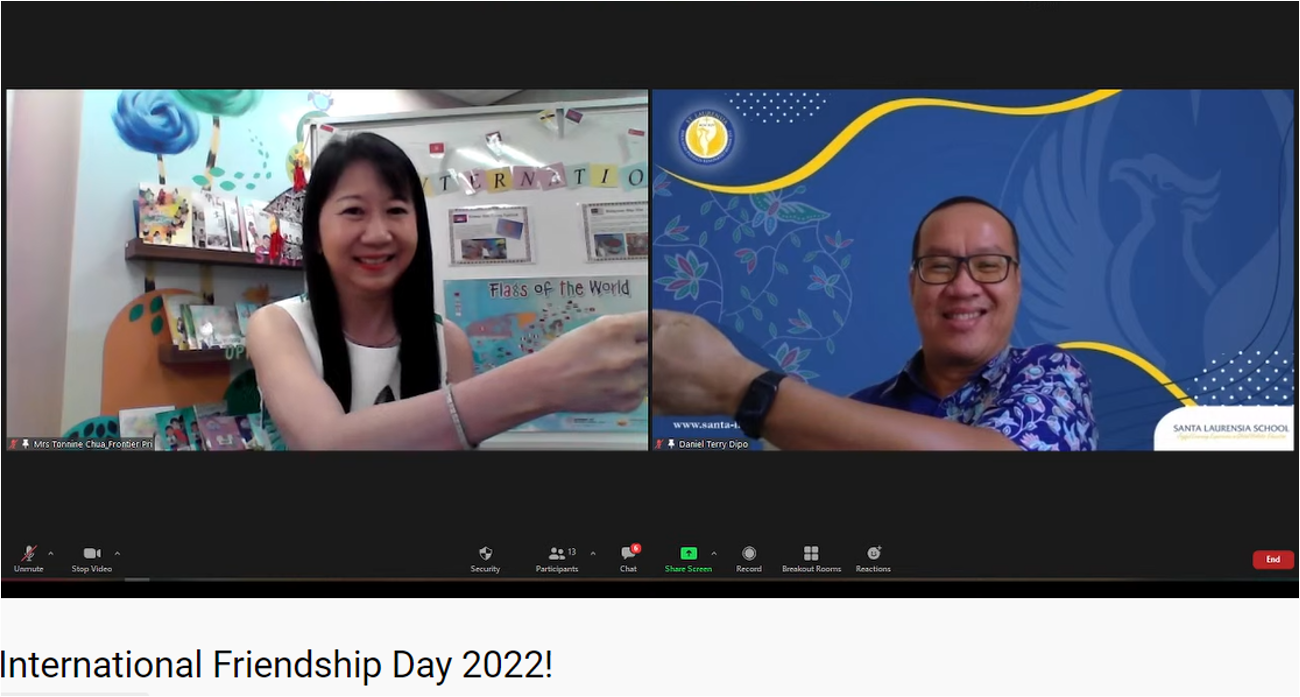 TERNATIO
Flags of the World
Mrs Tonnine Chua_Frontier Pri
www.santa-l
Daniel Terry Dipo
SANTA LAURENSIA SCHOOL
Unmute
Stop Video
Security
13
Participants
6
Chat
Share Screen
Record
Breakout Rooms
Reactions
End
International Friendship Day 2022!